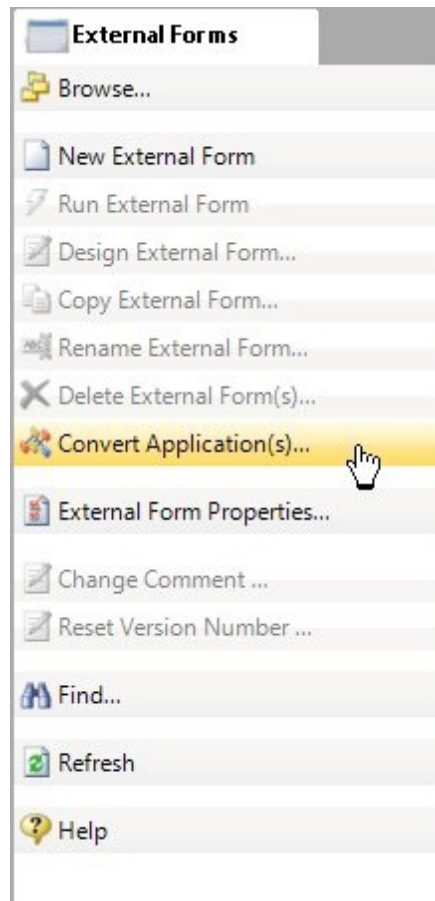 External Forms
Browse...
New External Form
Run External Form
Design External Form...
Copy External Form...
Rename External Form...
Delete External Form(s)...
Convert Application(s)...
External Form Properties...
Change Comment ...
Reset Version Number ...
Find...
Refresh
Help